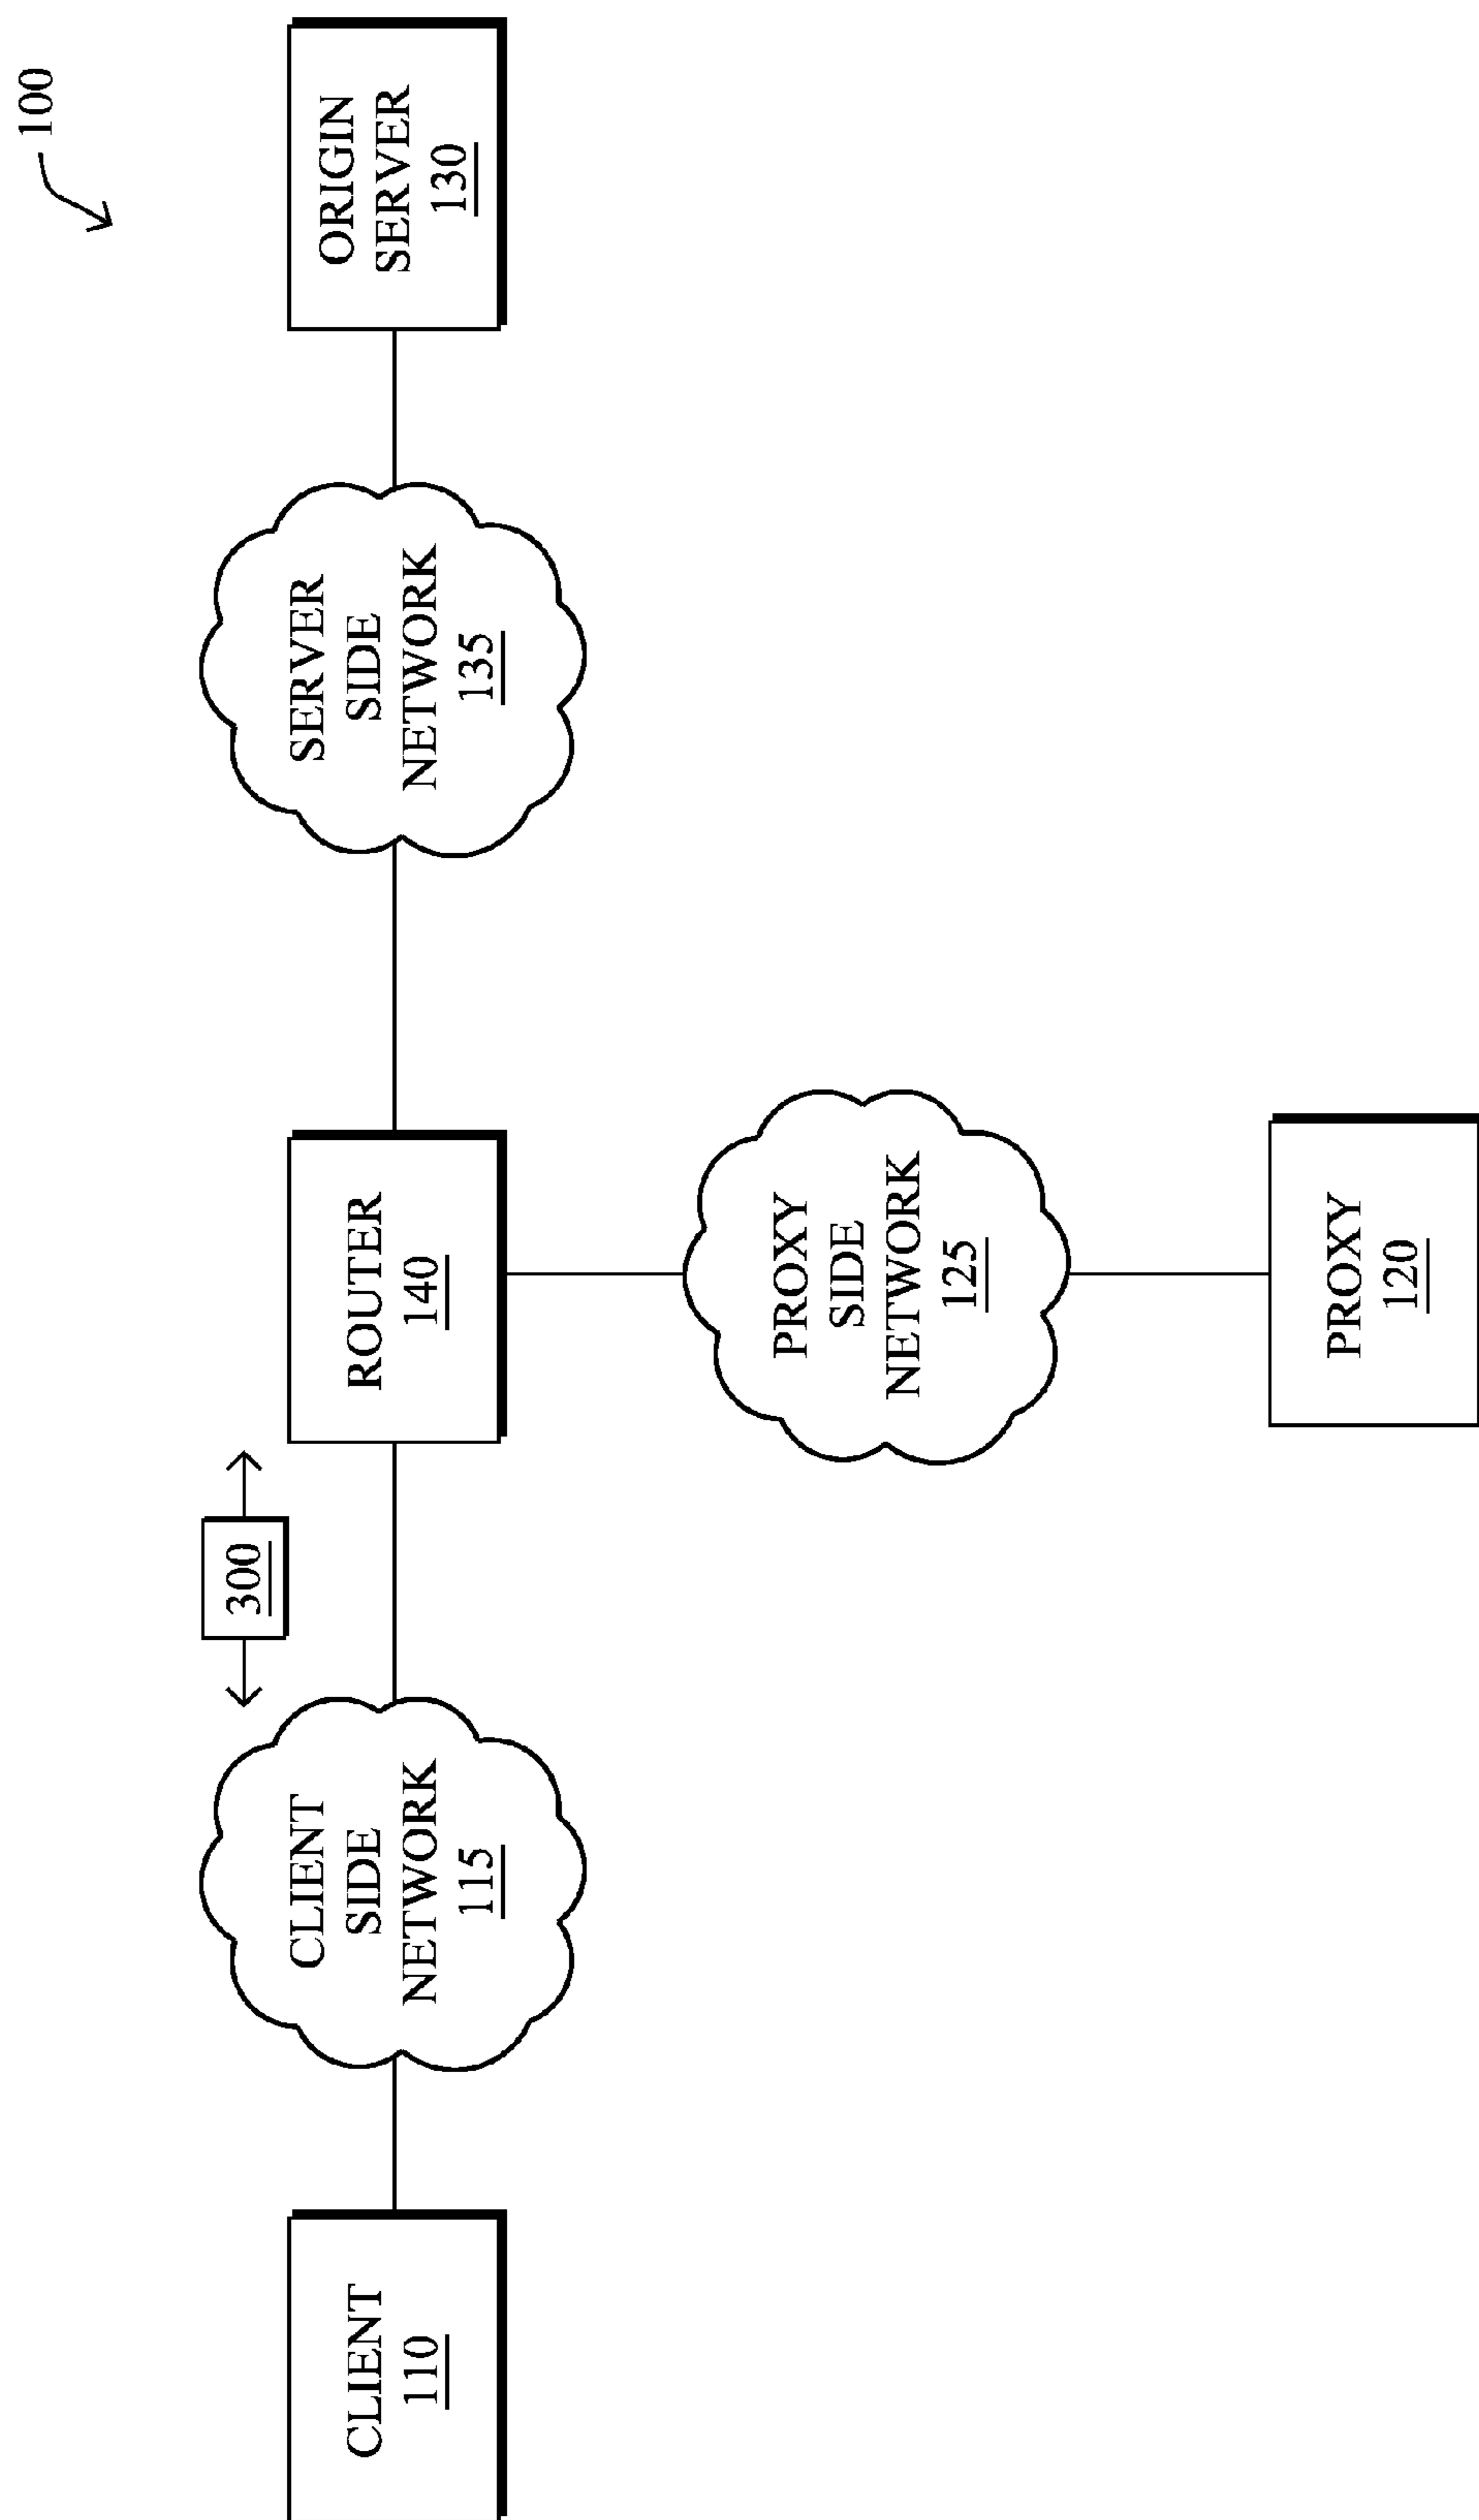 100
CLIENT
110
CLIENT
SIDE
NETWORK
115
300
ROUTER
140
SERVER
SIDE
NETWORK
135
ORIGIN
SERVER
130
PROXY
SIDE
NETWORK
125
PROXY
120